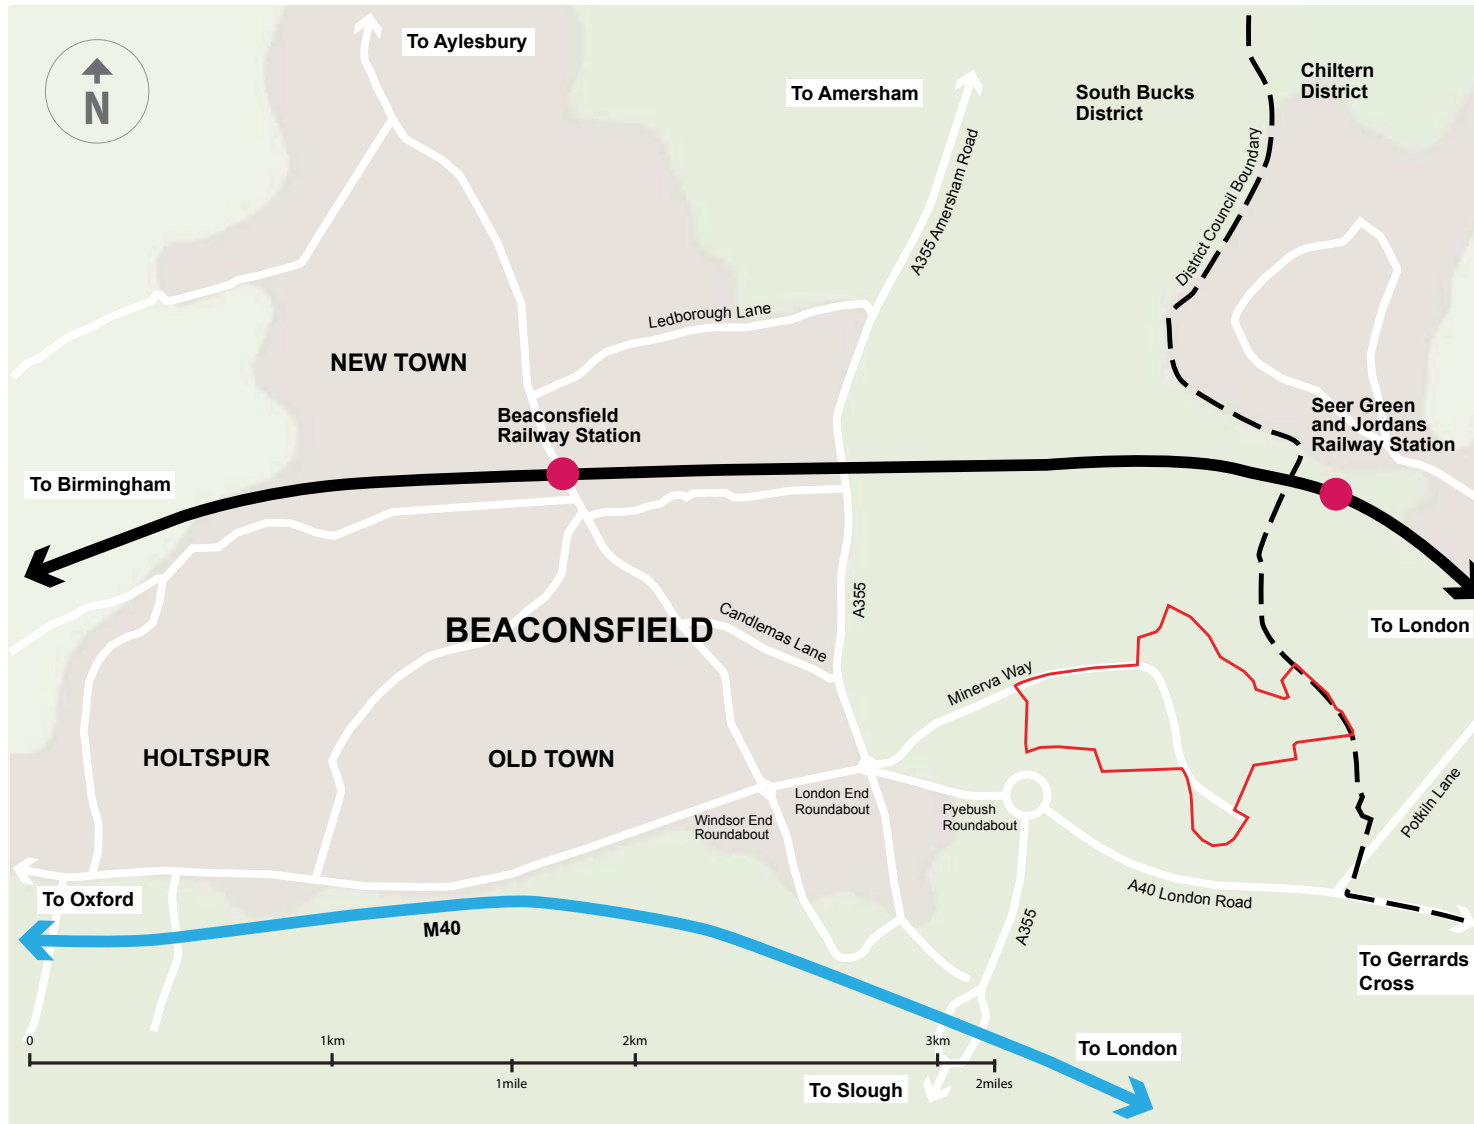 To Aylesbury
N
To Amersham
South Bucks
District
Chiltern
District
A355 Amersham Road
District Council Boundary
Ledborough Lane
NEW TOWN
Beaconsfield
Railway Station
Seer Green
and Jordans
Railway Station
To Birmingham
A355
Candlemas Lane
BEACONSFIELD
To London
Minerva Way
HOLTSPUR
OLD TOWN
London End
Roundabout
Windsor End
Roundabout
Pyebush
Roundabout
Potkiln Lane
To Oxford
A40 London Road
M40
A355
To Gerrards
Cross
0
1km
2km
3km
To London
1mile
To Slough
2miles